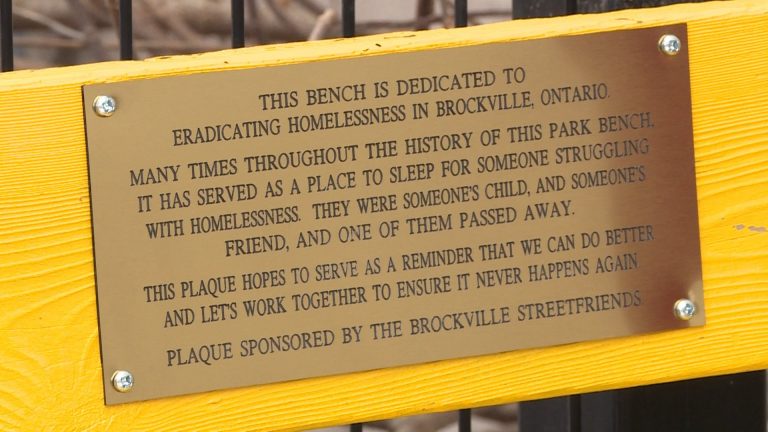 THIS BENCH IS DEDICATED TO
ERADICATING HOMELESSNESS IN BROCKVILLE, ONTARIO.
MANY TIMES THROUGHOUT THE HISTORY OF THIS PARK BENCH,
IT HAS SERVED AS A PLACE TO SLEEP FOR SOMEONE STRUGGLING
WITH HOMELESSNESS. THEY WERE SOMEONE'S CHILD, AND SOMEONE'S
FRIEND, AND ONE OF THEM PASSED AWAY.
THIS PLAQUE HOPES TO SERVE AS A REMINDER THAT WE CAN DO BETTER
AND LET'S WORK TOGETHER TO ENSURE IT NEVER HAPPENS AGAIN
PLAQUE SPONSORED BY THE BROCKVILLE STREETFRIENDS